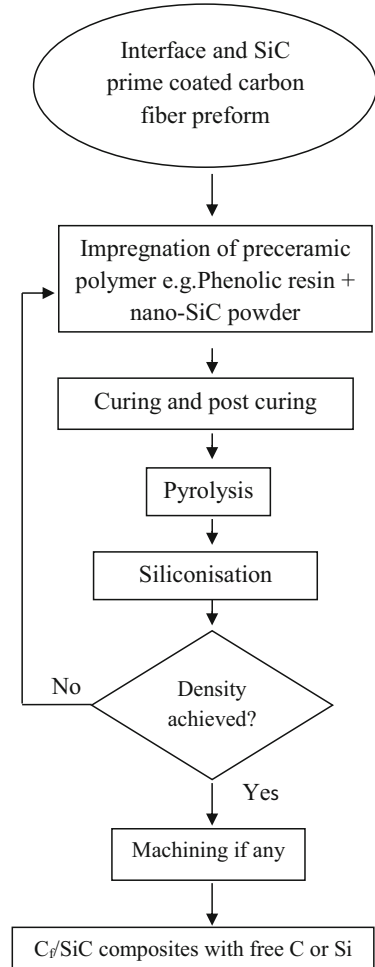 Interface and SiC
prime coated carbon
fiber preform
Impregnation of preceramic
polymer e.g.Phenolic resin +
nano-SiC powder
Curing and post curing
Pyrolysis
Siliconisation
No
Density
achieved?
Yes
Machining if any
Cf/SiC composites with free C or Si